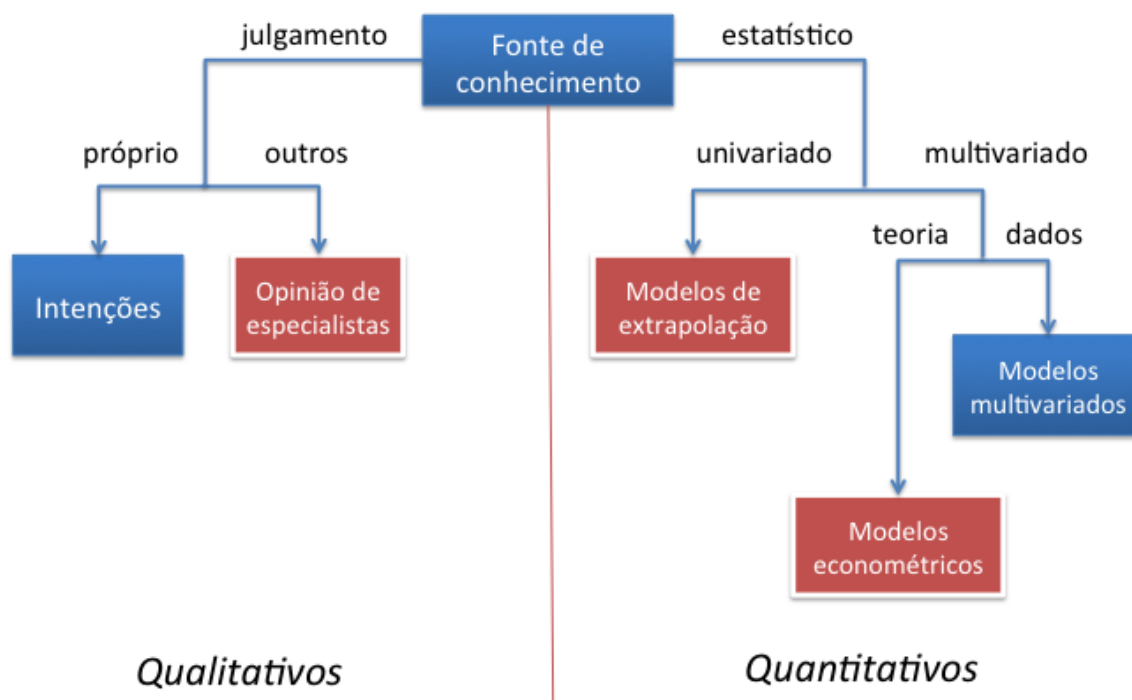 julgamento
Fonte de
conhecimento
estatístico
próprio
outros
univariado
multivariado
teoria
dados
Intenções
Opinião de
especialistas
Modelos de
extrapolação
Modelos
multivariados
Modelos
econométricos
Qualitativos
Quantitativos